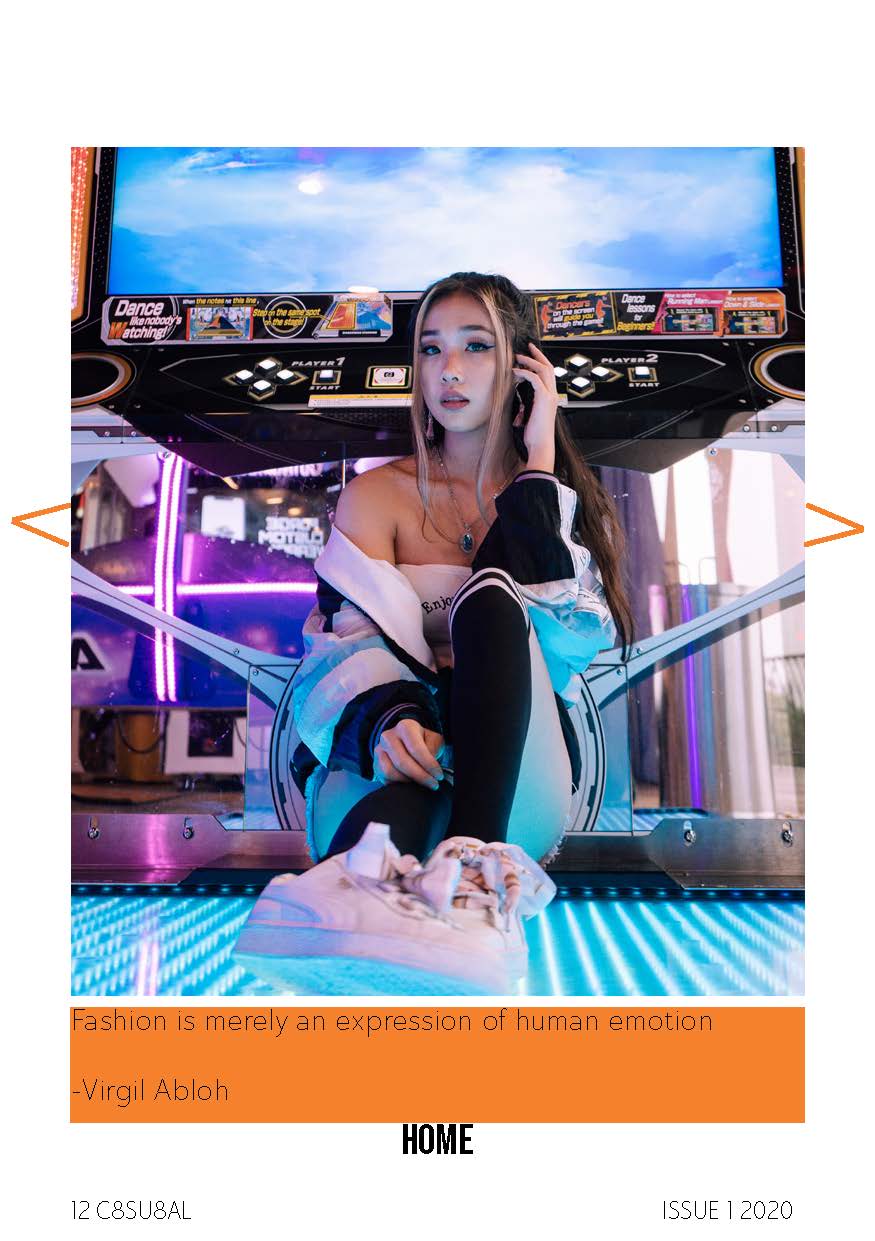 Dance
like nobody's
Watching!
When the notes hit this line
Step on the same spot
on the stage!
Dancers
on the screen
will guide you
through the game!
Dance
lessons
for
Beginners!!
How to select
Running Man Lesson
How to select
Down & Slide Lesson
PLAYER 1
START
PLAYER 2
START
Enjo
Fashion is merely an expression of human emotion
-Virgil Abloh
HOME
12 C8SU8AL
ISSUE 1 2020